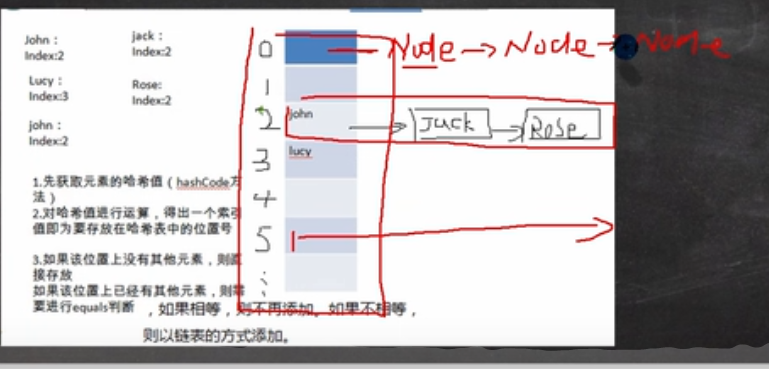 John：
Index:2
jack：
Index:2
Lucy：
Index:3
Rose:
Index:2
john：
Index:2
1.先获取元素的哈希值（hashCode方
法）
2.对哈希值进行运算，得出一个索引
值即为要存放在哈希表中的位置号
3.如果该位置上没有其他元素，则直
接存放
如果该位置上已经有其他元素，则需
要进行equals判断 ，如果相等，则不再添加。如果不相等，
则以链表的方式添加。
0 Node → Node →
1
2 john → Jack → Rose
3 lucy
4
5
⋮